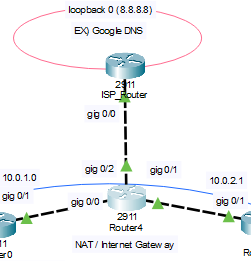 loopback 0 (8.8.8.8)
EX) Google DNS
2911
ISP_Router
gig 0/0
gig 0/2
gig 0/1
10.0.1.0
10.0.2.1
gig 0/1
gig 0/0
gig 0/1
2911
Router4
NAT / Internet Gateway